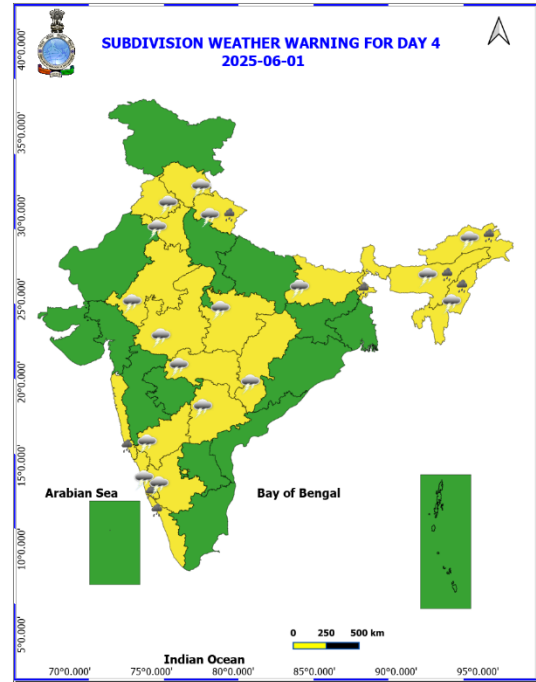 SUBDIVISION WEATHER WARNING FOR DAY 4
2025-06-01
40°0.000'
35°0.000'
30°0.000'
25°0.000'
20°0.000'
15°0.000'
10°0.000'
5°0.000'
Arabian Sea
Bay of Bengal
0 250 500 km
Indian Ocean
70°0.000' 75°0.000' 80°0.000' 85°0.000' 90°0.000' 95°0.000'